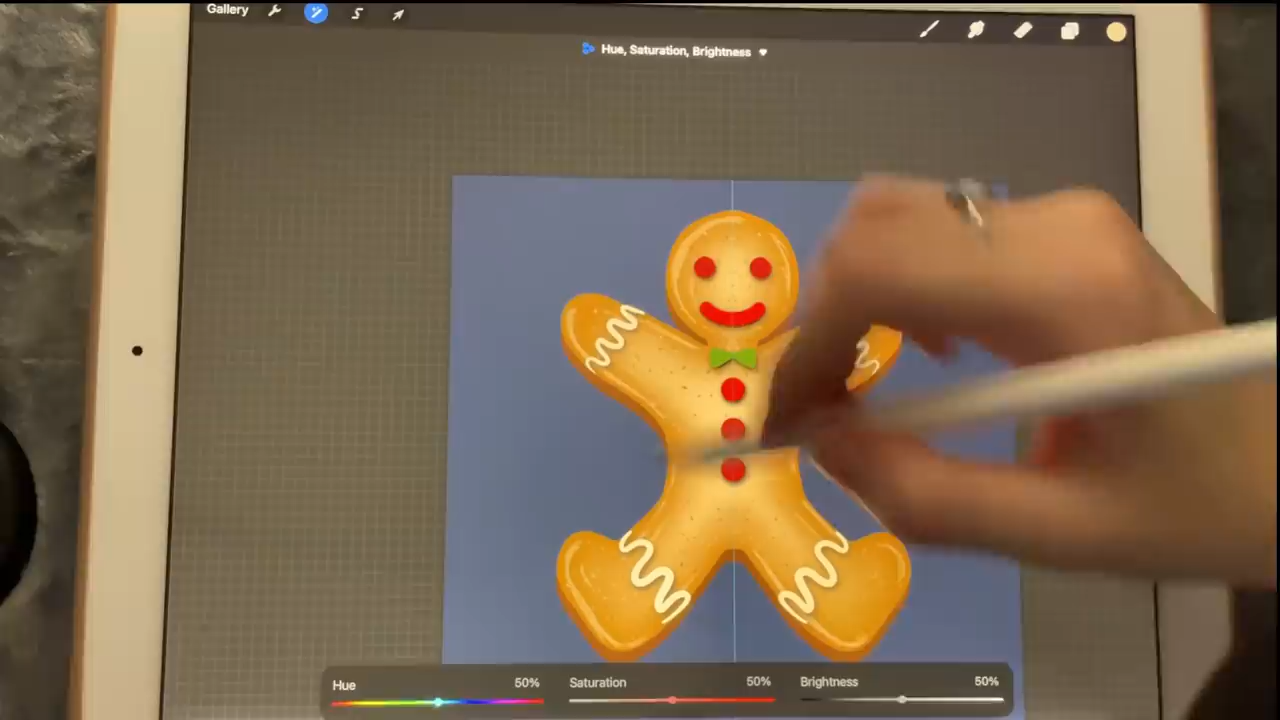 Gallery
Hue, Saturation, Brightness
Hue 50% Saturation 50% Brightness 50%